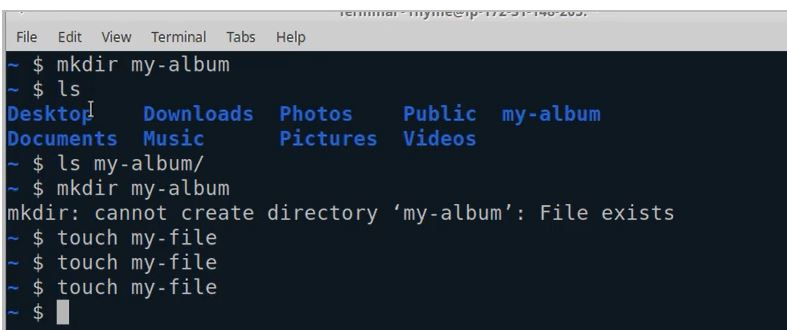 File Edit View Terminal Tabs Help
~ $ mkdir my-album
~ $ ls
Desktop Downloads Photos Public my-album
Documents Music Pictures Videos
~ $ ls my-album/
~ $ mkdir my-album
mkdir: cannot create directory ‘my-album’: File exists
~ $ touch my-file
~ $ touch my-file
~ $ touch my-file
~ $